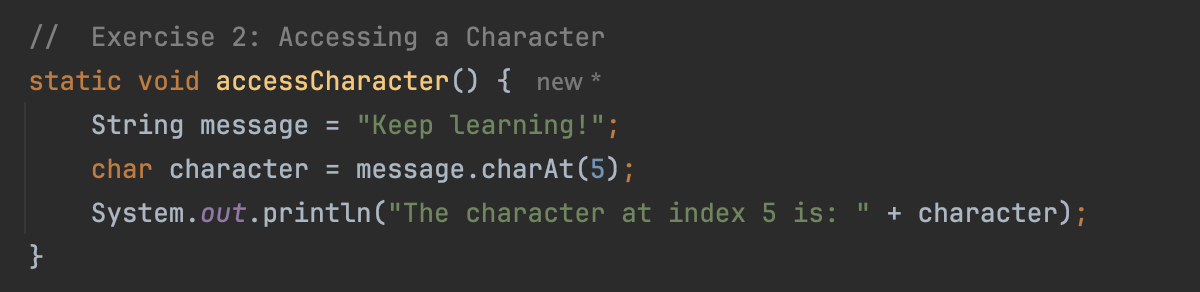 //  Exercise 2: Accessing a Character
static void accessCharacter() {  new *
    String message = "Keep learning!";
    char character = message.charAt(5);
    System.out.println("The character at index 5 is: " + character);
}